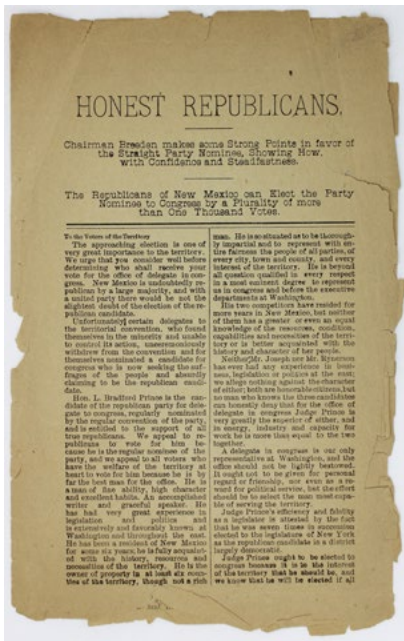 HONEST REPUBLICANS.
Chairman Breeden makes some Strong Points in favor of
the Straight Party Nominee, Showing How,
with Confidence and Steadfastness.
The Republicans of New Mexico can Elect the Party
Nominee to Congress by a Plurality of more
than One Thousand Votes.
To the Voters of the Territory
The approaching election is one of
very great importance to the territory.
We urge that you consider well before
determining who shall receive your
vote for the office of delegate in con-
gress. New Mexico is undoubtedly re-
publican by a large majority, and with
a united party there would be not the
slightest doubt of the election of the re-
publican candidate.
Unfortunately certain delegates to
the territorial convention, who found
themselves in the minority and unable
to control its action, unceremoniously
withdrew from the convention and for
themselves nominated a candidate for
congress who is now seeking the suf-
frages of the people and absurdly
claiming to be the republican candi-
date.
Hon. L. Bradford Prince is the can-
didate of the republican party for dele-
gate to congress, regularly nominated
by the regular convention of the party,
and is entitled to the support of all
true republicans. We appeal to re-
publicans to vote for him be-
cause he is the regular nominee of the
party, and we appeal to all voters who
have the welfare of the territory at
heart to vote for him because he is by
far the best man for the office. He is
a man of fine ability, high character
and excellent habits. An accomplished
writer and graceful speaker. He
has had very great experience in
legislation and politics and
is extensively and favorably known at
Washington and throughout the east.
He has been a resident of New Mexico
for some six years, he is fully acquaint-
ed with the history, resources and
necessities of the territory. He is the
owner of property in at least six coun-
ties of the territory, though not a rich
man. He is so situated as to be thorough-
ly impartial and to represent with en-
tire fairness the people of all parties, of
every city, town and county, and every
interest of the territory. He is beyond
all question qualified in every respect
in a most eminent degree to represent
us in congress and before the executive
departments at Washington.
His two competitors have resided for
more years in New Mexico, but neither
of them has a greater or even an equal
knowledge of the resources, condition,
capabilities and necessities of the terri-
tory or is better acquainted with the
history and character of her people.
Neither Mr. Joseph nor Mr. Rynerson
has ever had any experience in busi-
ness, legislation or politics at the east;
we allege nothing against the character
of either; both are honorable citizens, but
no man who knows the three candidates
can honestly deny that for the office of
delegate in congress Judge Prince is
very greatly the superior of either, and
in energy, industry and capacity for
work he is more than equal to the two
together.
A delegate in congress is our only
representative at Washington, and the
office should not be lightly bestowed.
It ought not to be given for personal
regard or friendship, nor even as a re-
ward for political service, but the effort
should be to select the man most capa-
ble of serving the territory.
Judge Prince's efficiency and fidelity
as a legislator is attested by the fact
that he was seven times in succession
elected to the legislature of New York
as the republican candidate in a district
largely democratic.
Judge Prince ought to be elected to
congress because it is to the interest
of the territory that he should be, and
we know that he will be elected if all